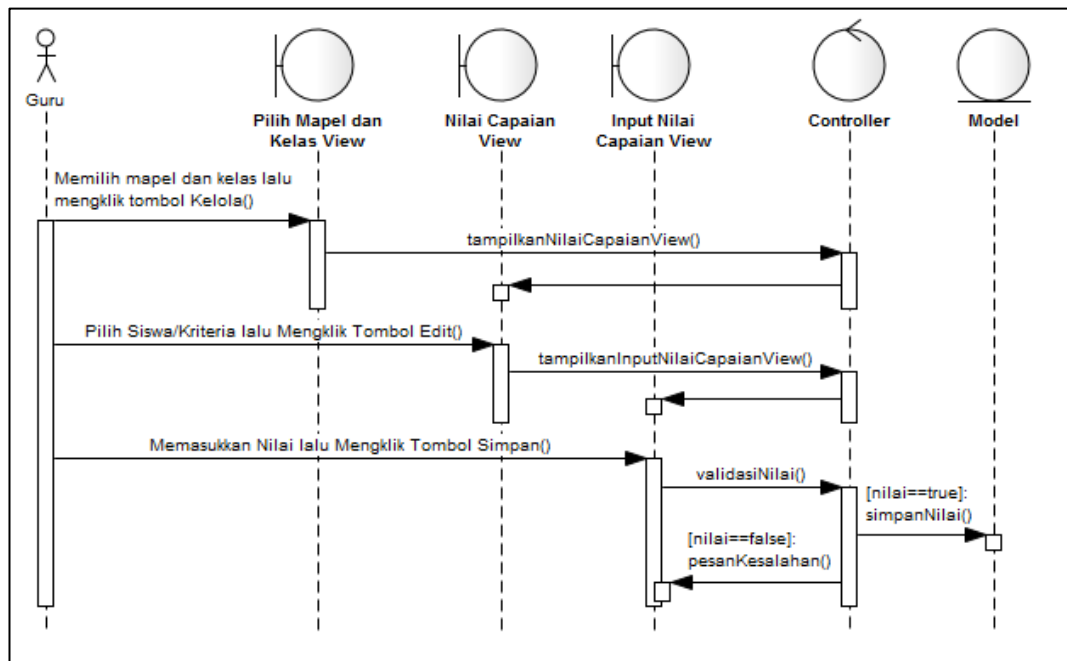 Guru
Pilih Mapel dan
Kelas View
Nilai Capaian
View
Input Nilai
Capaian View
Controller
Model
Memilih mapel dan kelas lalu
mengklik tombol Kelola()
tampilkanNilaiCapaianView()
Pilih Siswa/Kriteria lalu Mengklik Tombol Edit()
tampilkanInputNilaiCapaianView()
Memasukkan Nilai lalu Mengklik Tombol Simpan()
validasiNilai()
[nilai==true]:
simpanNilai()
[nilai==false]:
pesanKesalahan()